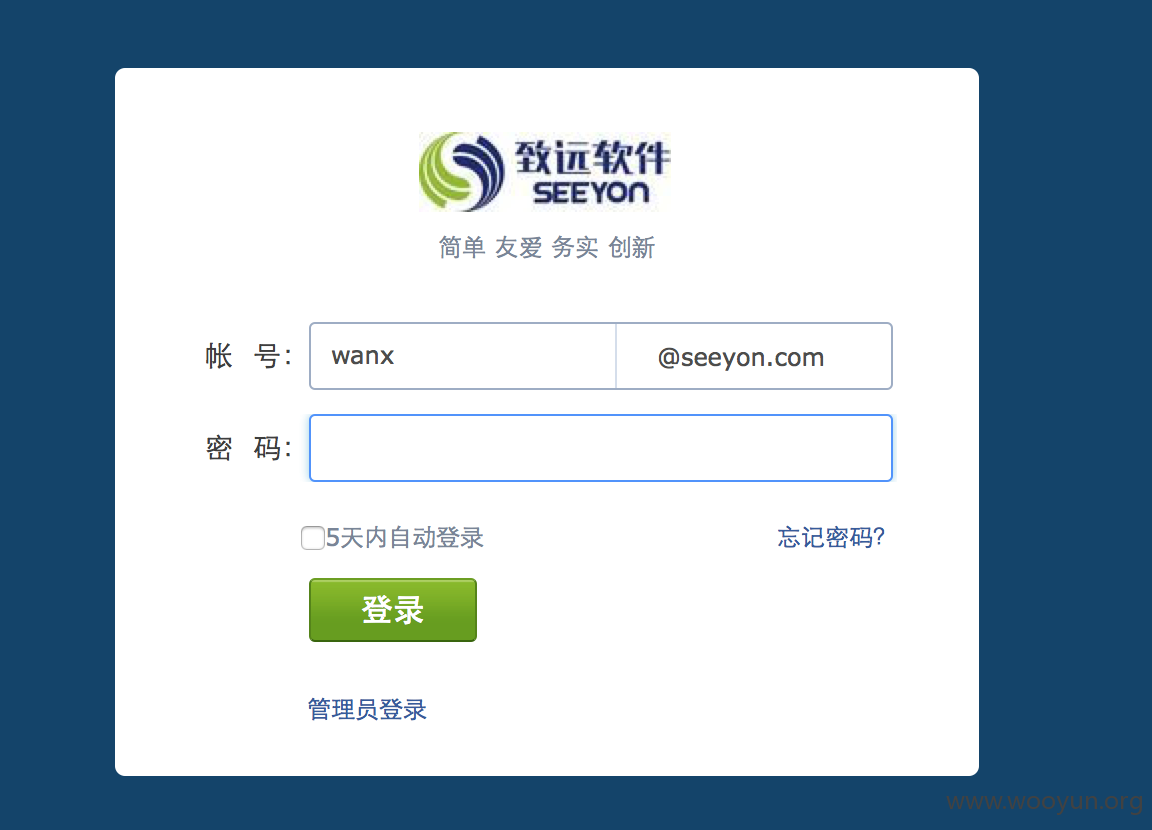 致远软件
SEEYON
简单 友爱 务实 创新
帐 号: wanx @seeyon.com
密 码:
5天内自动登录 忘记密码?
登录
管理员登录
www.wooyun.org